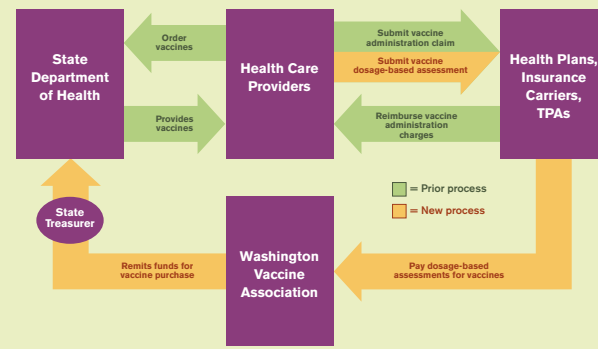 State
Department
of Health
Order
vaccines
Provides
vaccines
Health Care
Providers
Submit vaccine
administration claim
Submit vaccine
dosage-based assessment
Reimburse vaccine
administration
charges
Health Plans,
Insurance
Carriers,
TPAs
= Prior process
= New process
State
Treasurer
Remits funds for
vaccine purchase
Washington
Vaccine
Association
Pay dosage-based
assessments for vaccines